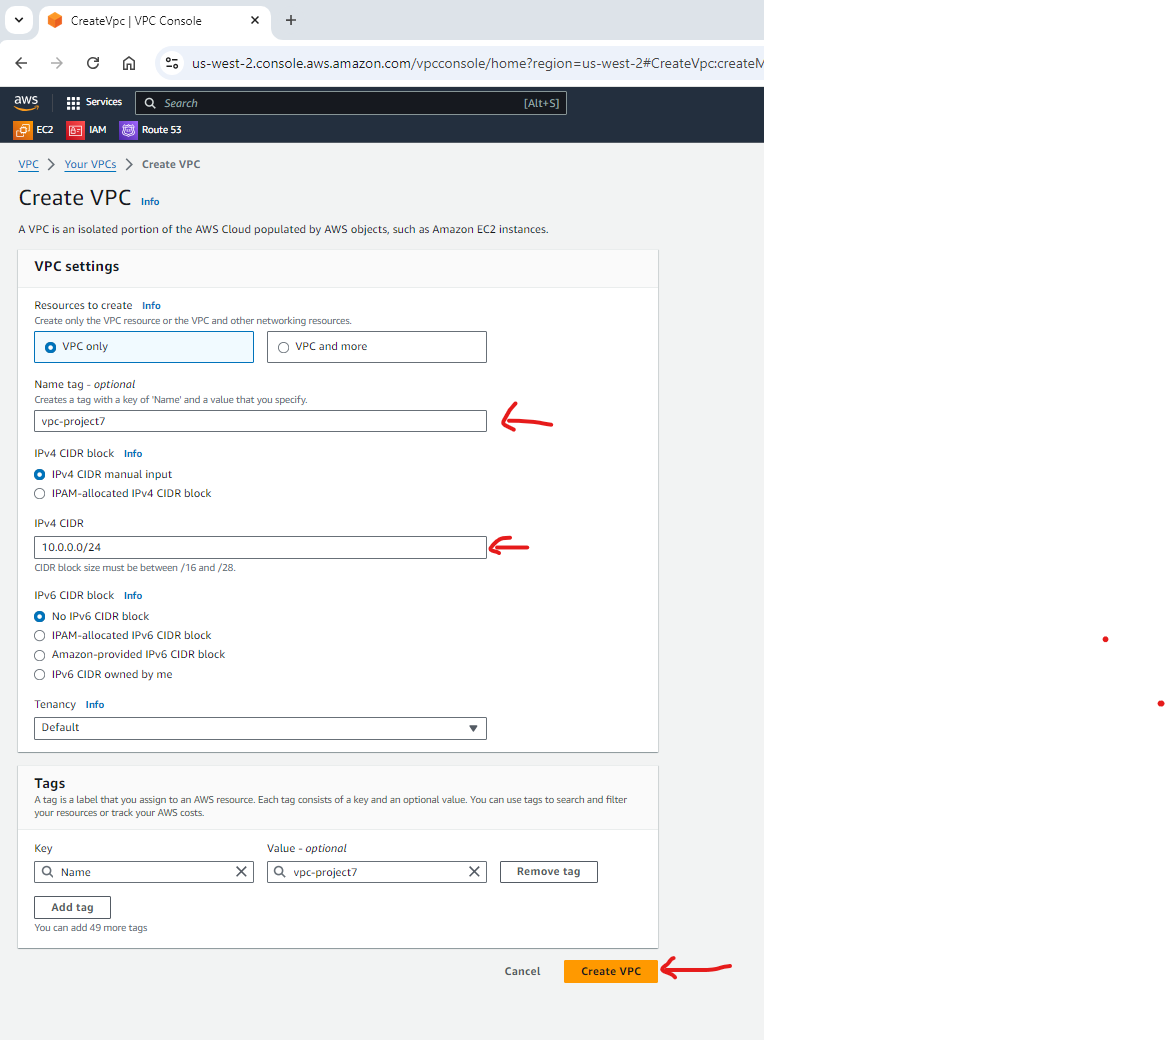 CreateVpc | VPC Console
us-west-2.console.aws.amazon.com/vpcconsole/home?region=us-west-2#CreateVpc:createM
aws
Services
Search
[Alt+S]
EC2
IAM
Route 53
VPC
Your VPCs
Create VPC
Create VPC Info
A VPC is an isolated portion of the AWS Cloud populated by AWS objects, such as Amazon EC2 instances.
VPC settings
Resources to create Info
Create only the VPC resource or the VPC and other networking resources.
VPC only
VPC and more
Name tag - optional
Creates a tag with a key of 'Name' and a value that you specify.
vpc-project7
IPv4 CIDR block Info
IPv4 CIDR manual input
IPAM-allocated IPv4 CIDR block
IPv4 CIDR
10.0.0.0/24
CIDR block size must be between /16 and /28.
IPv6 CIDR block Info
No IPv6 CIDR block
IPAM-allocated IPv6 CIDR block
Amazon-provided IPv6 CIDR block
IPv6 CIDR owned by me
Tenancy Info
Default
Tags
A tag is a label that you assign to an AWS resource. Each tag consists of a key and an optional value. You can use tags to search and filter
your resources or track your AWS costs.
Key
Value - optional
Name
vpc-project7
Remove tag
Add tag
You can add 49 more tags
Cancel
Create VPC